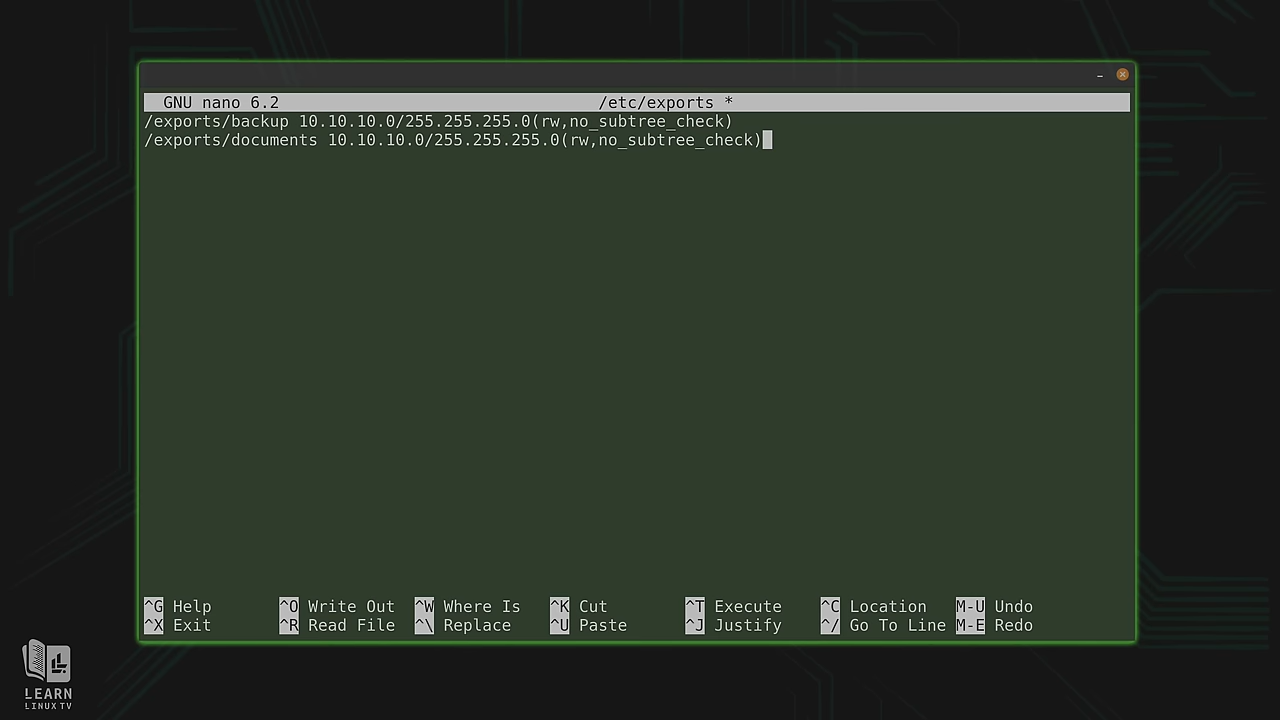 GNU nano 6.2 /etc/exports *
/exports/backup 10.10.10.0/255.255.255.0(rw,no_subtree_check)
/exports/documents 10.10.10.0/255.255.255.0(rw,no_subtree_check)
^G Help ^O Write Out ^W Where Is ^K Cut ^T Execute ^C Location M-U Undo
^X Exit ^R Read File ^\ Replace ^U Paste ^J Justify ^/ Go To Line M-E Redo
LEARN
LINUX TV